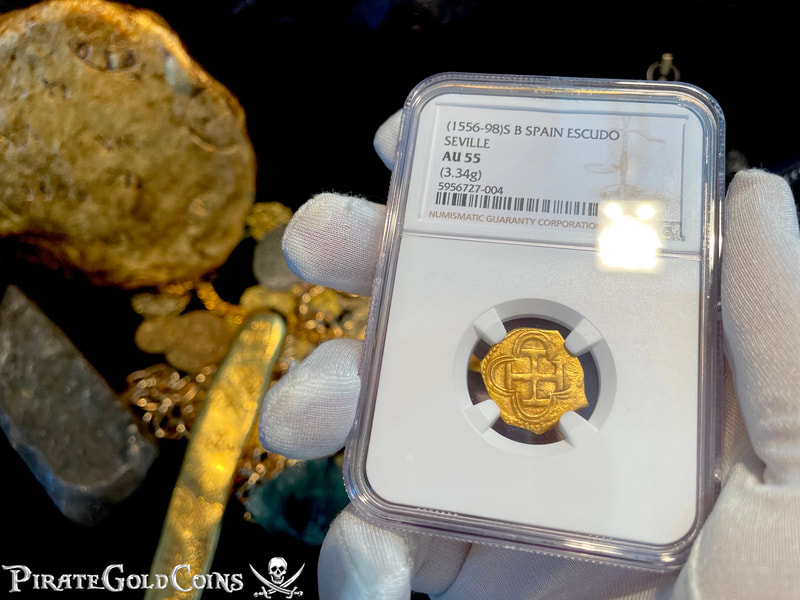 (1556-98)S B SPAIN ESCUDO
SEVILLE
AU 55
(3.34g)
5956727-004
NUMISMATIC GUARANTY CORPORATION
PIRATEGOLDCOINS